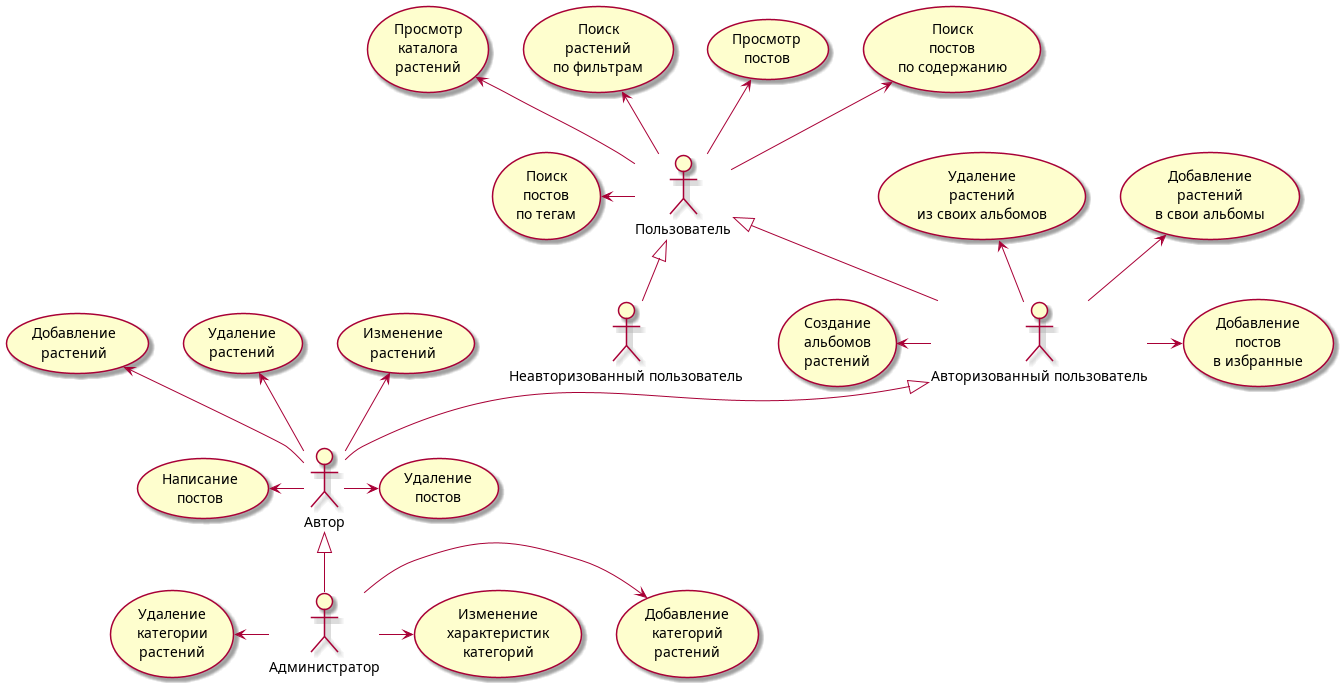 Просмотр
каталога
растений
Поиск
растений
по фильтрам
Просмотр
постов
Поиск
постов
по содержанию
Поиск
постов
по тегам
Пользователь
Удаление
растений
из своих альбомов
Добавление
растений
в свои альбомы
Добавление
растений
Удаление
растений
Изменение
растений
Неавторизованный пользователь
Создание
альбомов
растений
Авторизованный пользователь
Добавление
постов
в избранные
Написание
постов
Автор
Удаление
постов
Удаление
категории
растений
Администратор
Изменение
характеристик
категорий
Добавление
категорий
растений